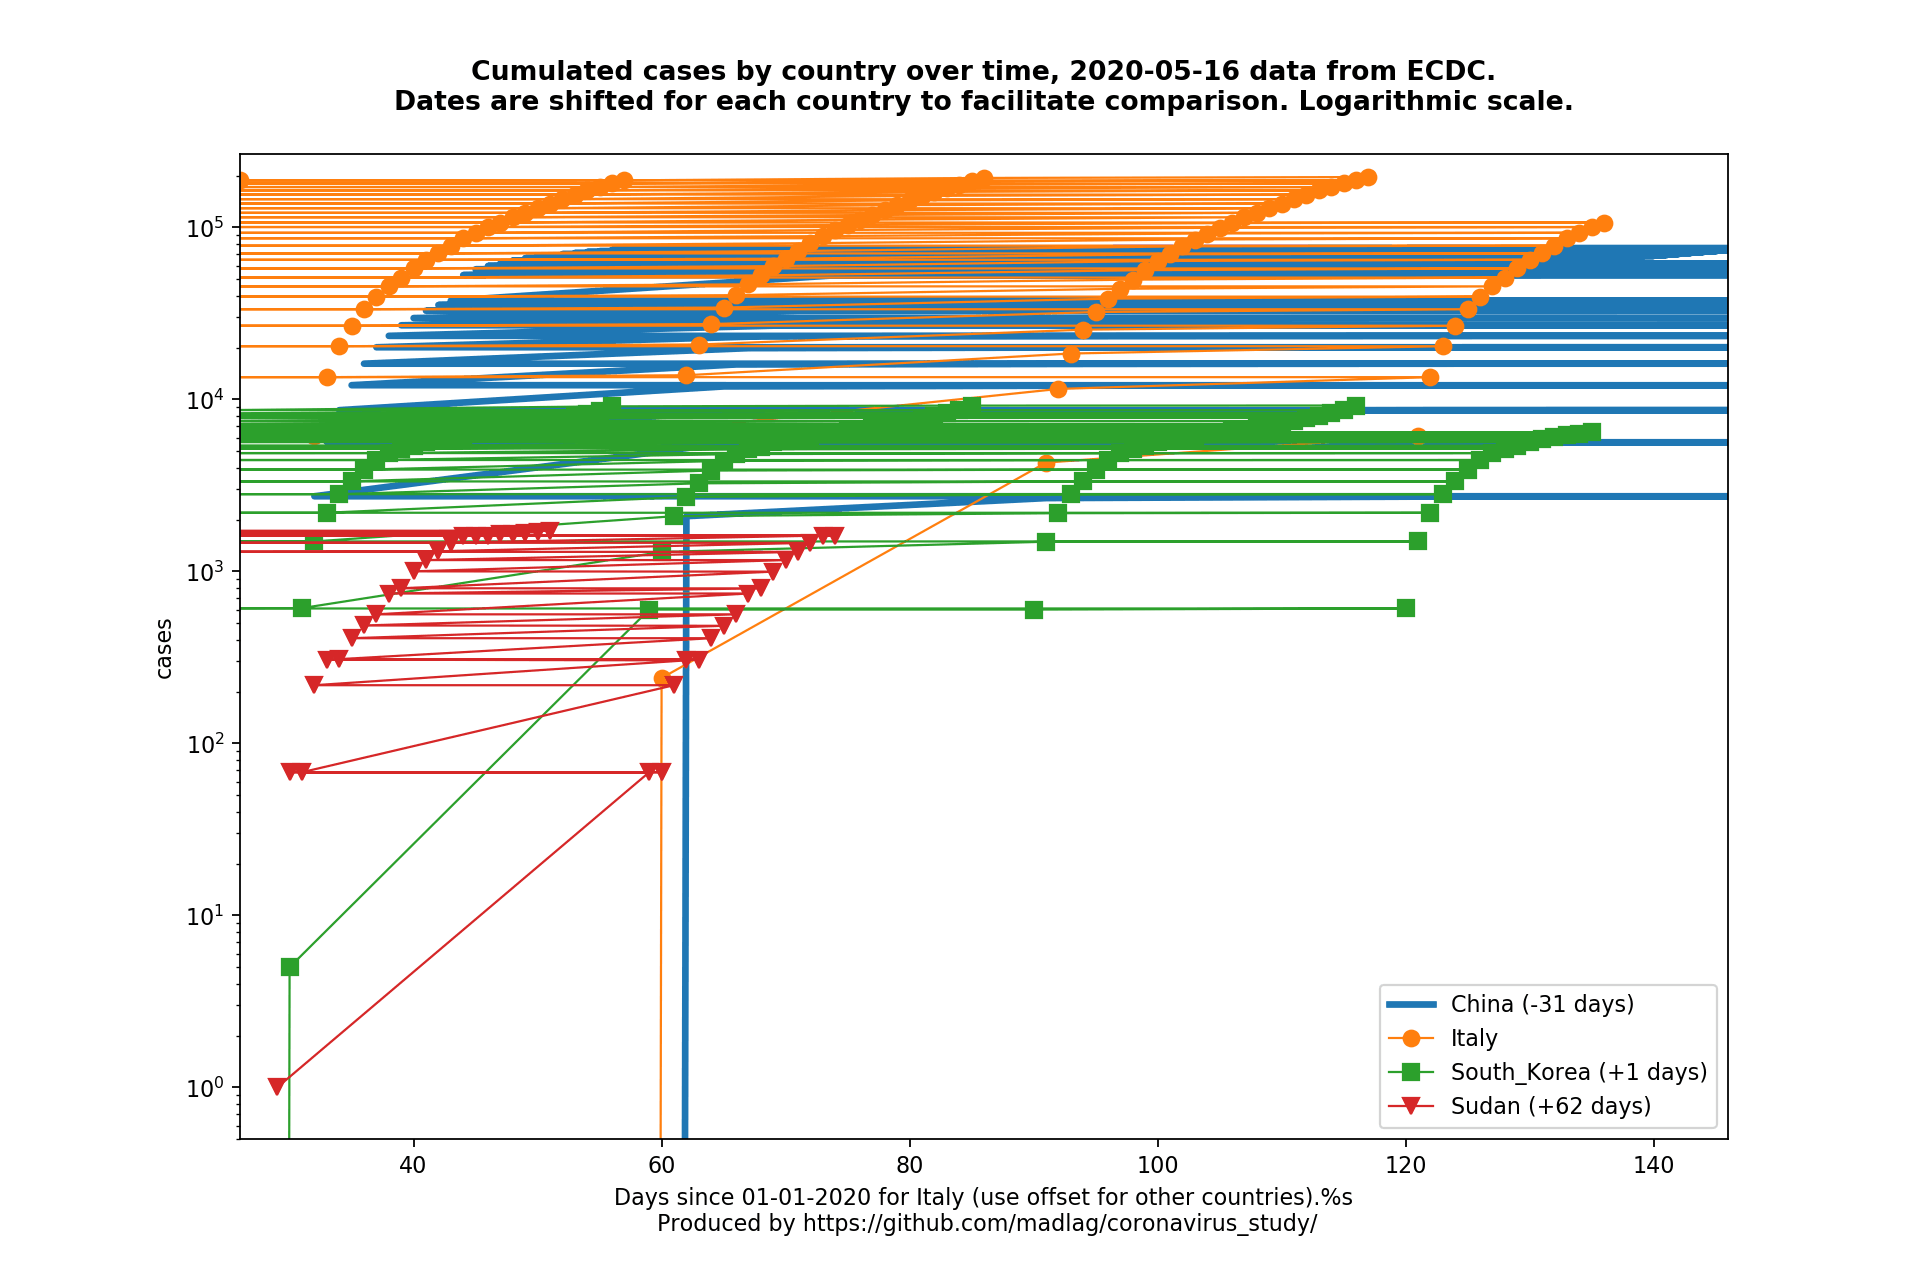 Cumulated cases by country over time, 2020-05-16 data from ECDC.
Dates are shifted for each country to facilitate comparison. Logarithmic scale.
10^5
10^4
10^3
10^2
10^1
10^0
cases
China (-31 days)
Italy
South_Korea (+1 days)
Sudan (+62 days)
40 60 80 100 120 140
Days since 01-01-2020 for Italy (use offset for other countries).%s
Produced by https://github.com/madlag/coronavirus_study/